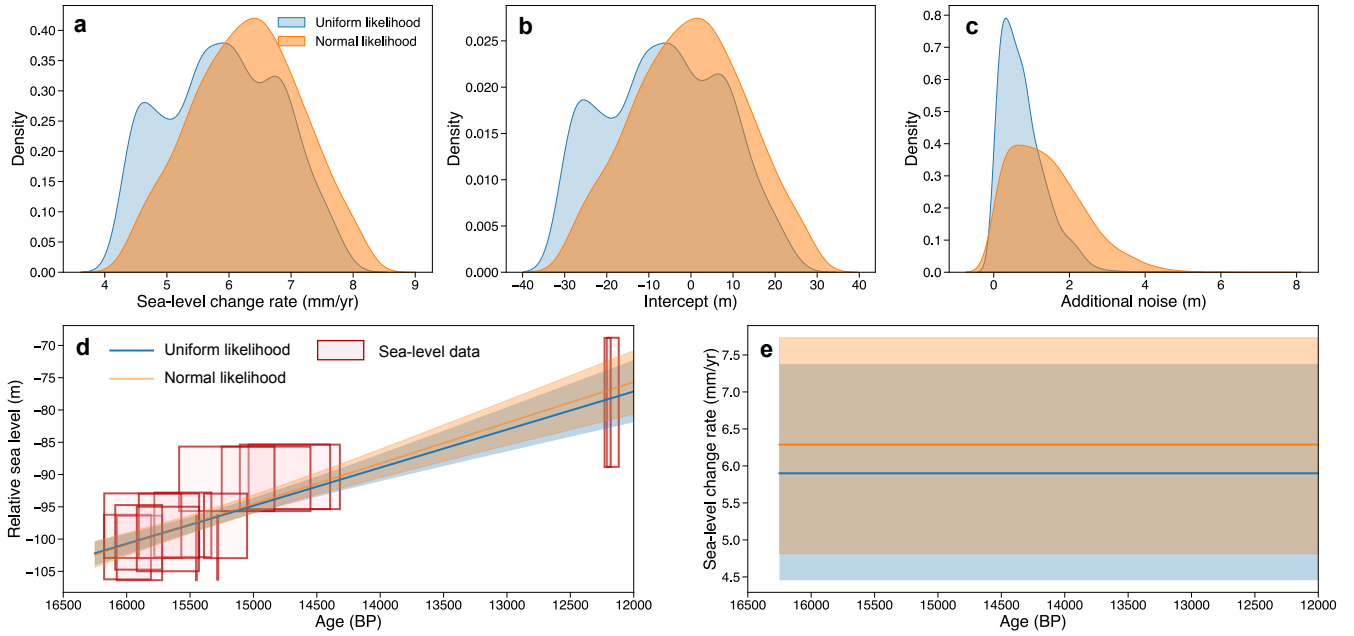 a
Uniform likelihood
Normal likelihood
Density
0.40
0.35
0.30
0.25
0.20
0.15
0.10
0.05
0.00
4 5 6 7 8 9
Sea-level change rate (mm/yr)
b
Density
0.025
0.020
0.015
0.010
0.005
0.000
−40 −30 −20 −10 0 10 20 30 40
Intercept (m)
c
Density
0.8
0.7
0.6
0.5
0.4
0.3
0.2
0.1
0.0
0 2 4 6 8
Additional noise (m)
d
Uniform likelihood
Normal likelihood
Sea-level data
Relative sea level (m)
−70
−75
−80
−85
−90
−95
−100
−105
16500 16000 15500 15000 14500 14000 13500 13000 12500 12000
Age (BP)
e
Sea-level change rate (mm/yr)
7.5
7.0
6.5
6.0
5.5
5.0
4.5
16500 16000 15500 15000 14500 14000 13500 13000 12500 12000
Age (BP)